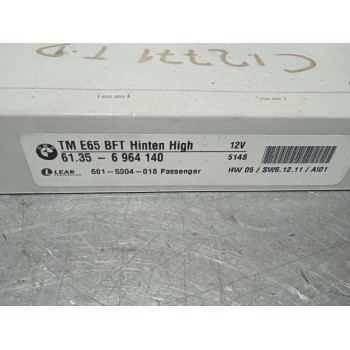 C12771 T.D
TM E65 BFT Hinten High 12V
61.35 - 6 964 140 5148
LEAR CORPORATION
601-5004-018 Passenger HW 05 / SW6.12.11 / AI01